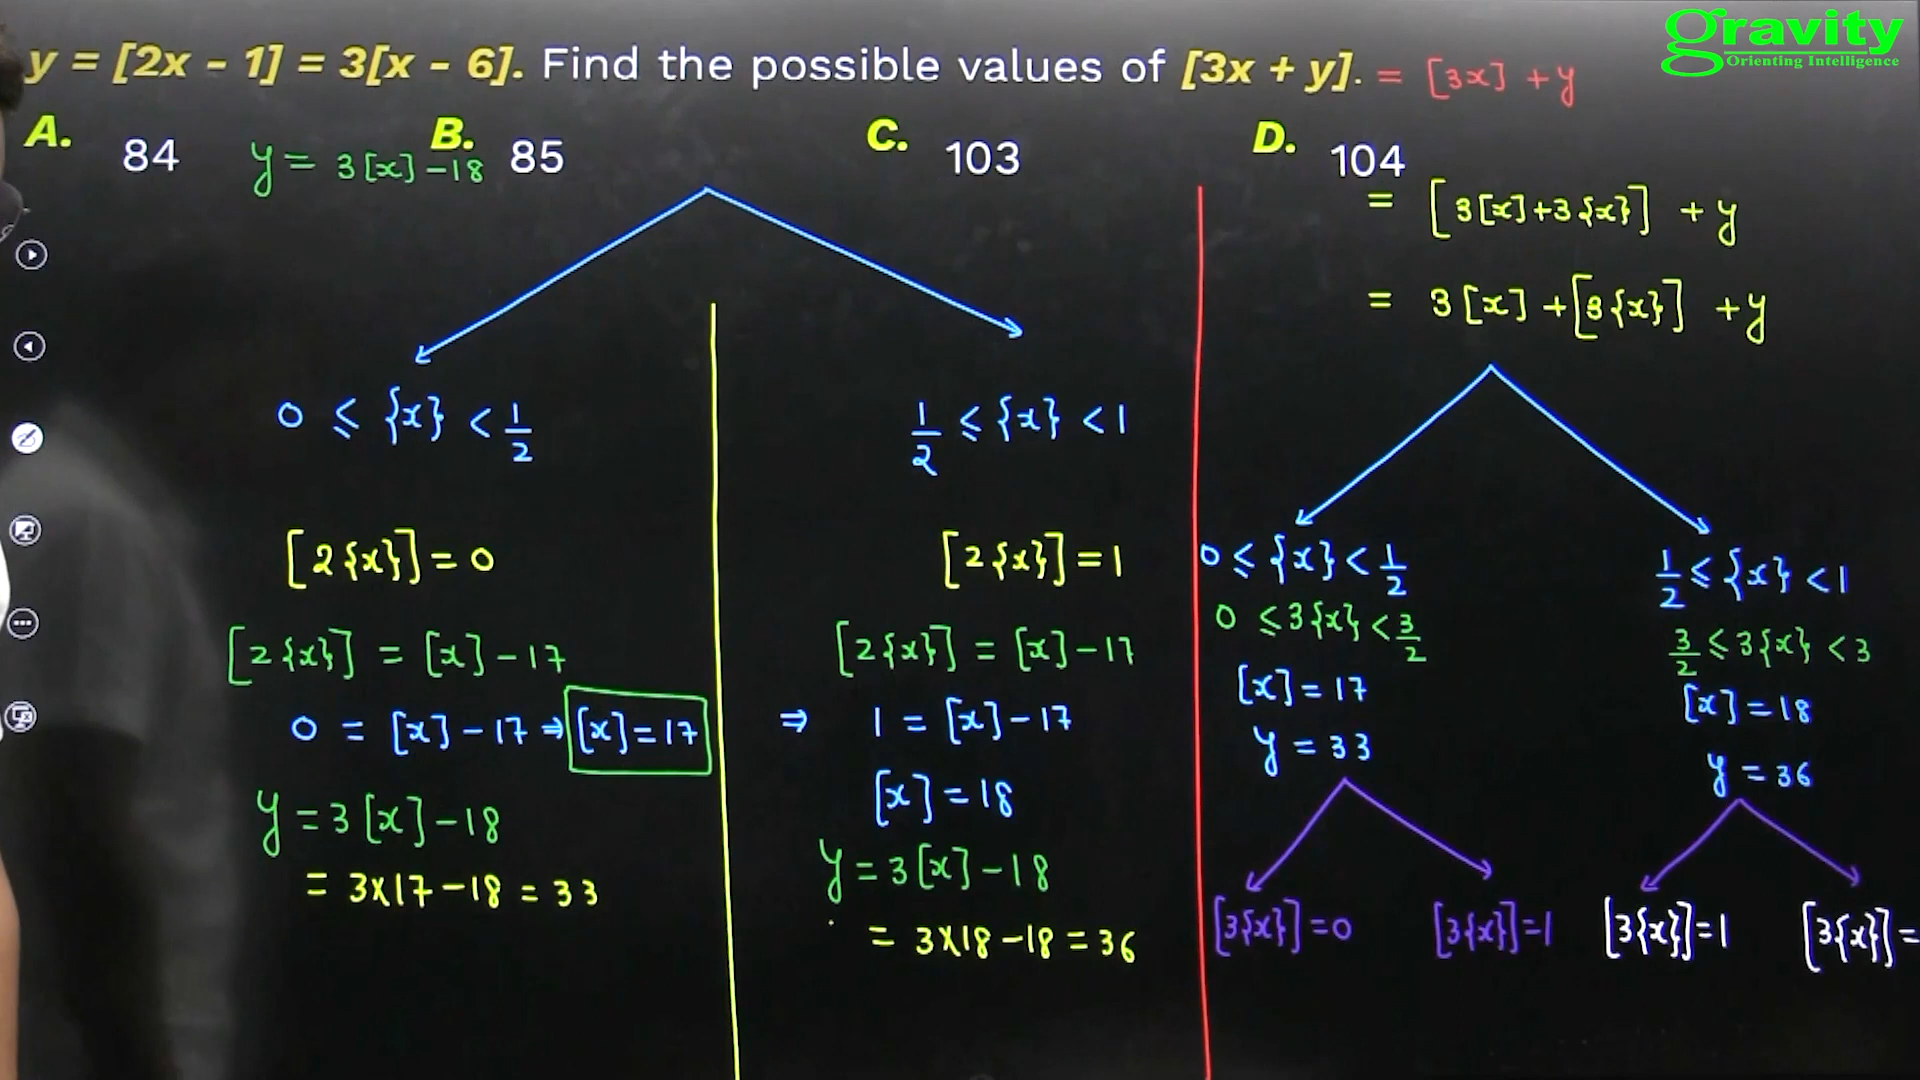 gravity
Orienting Intelligence
y = [2x - 1] = 3[x - 6]. Find the possible values of [3x + y]. = [3x] + y
A. 84
B. 85
C. 103
D. 104
y = 3[x] - 18
0 ≤ {x} < 1/2
[2{x}] = 0
[2{x}] = [x] - 17
0 = [x] - 17 ⇒ [x] = 17
y = 3[x] - 18
= 3x17 - 18 = 33
1/2 ≤ {x} < 1
[2{x}] = 1
[2{x}] = [x] - 17
⇒ 1 = [x] - 17
[x] = 18
y = 3[x] - 18
= 3x18 - 18 = 36
= [3[x] + 3{x}] + y
= 3[x] + [3{x}] + y
0 ≤ {x} < 1/2
0 ≤ 3{x} < 3/2
[x] = 17
y = 33
[3{x}] = 0
[3{x}] = 1
1/2 ≤ {x} < 1
3/2 ≤ 3{x} < 3
[x] = 18
y = 36
[3{x}] = 1
[3{x}] =